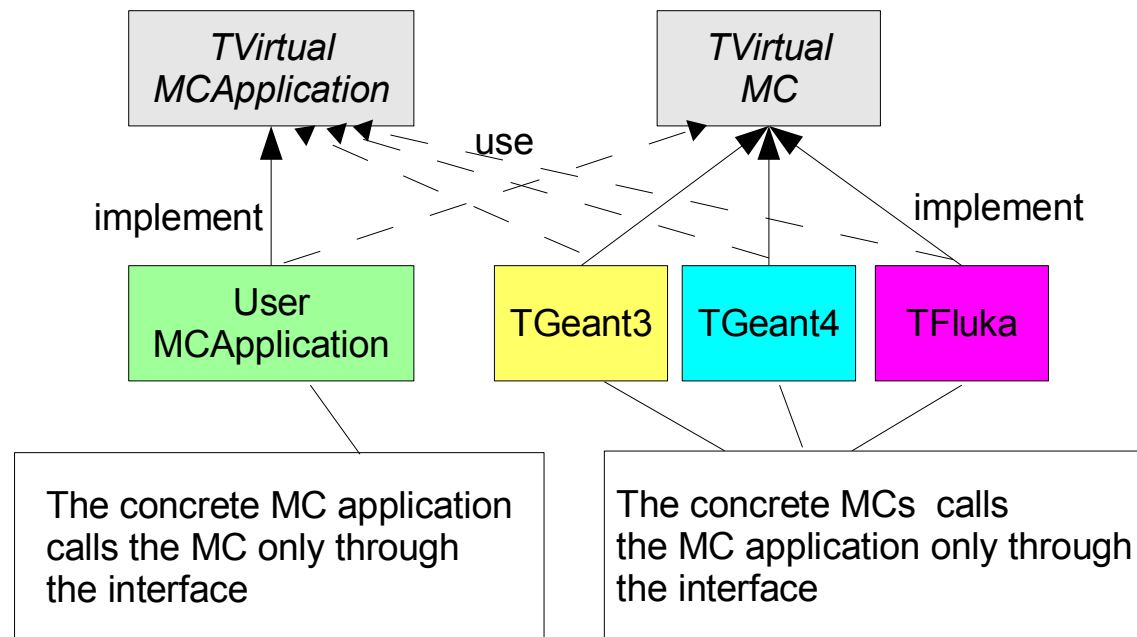 TVirtual
MCApplication
TVirtual
MC
use
implement
implement
User
MCApplication
TGeant3
TGeant4
TFluka
The concrete MC application
calls the MC only through
the interface
The concrete MCs  calls
the MC application only through
the interface